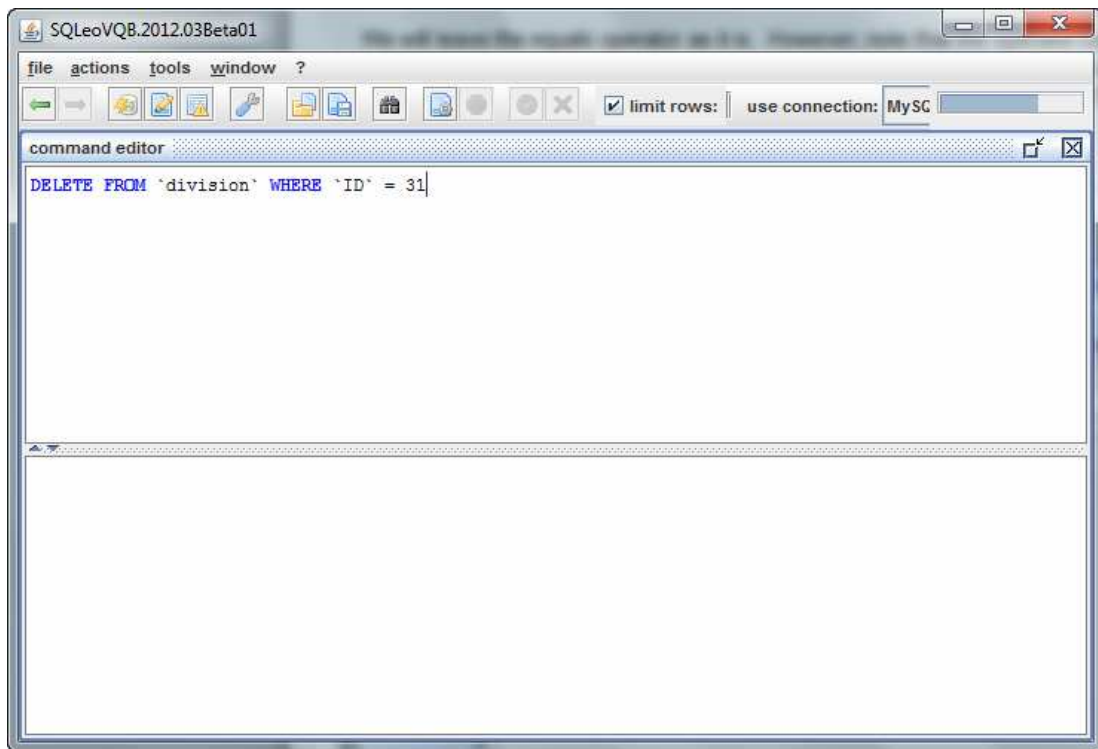 SQLeoVQB.2012.03Beta01
file actions tools window ?
limit rows: use connection: MySQ
command editor
DELETE FROM `division` WHERE `ID` = 31